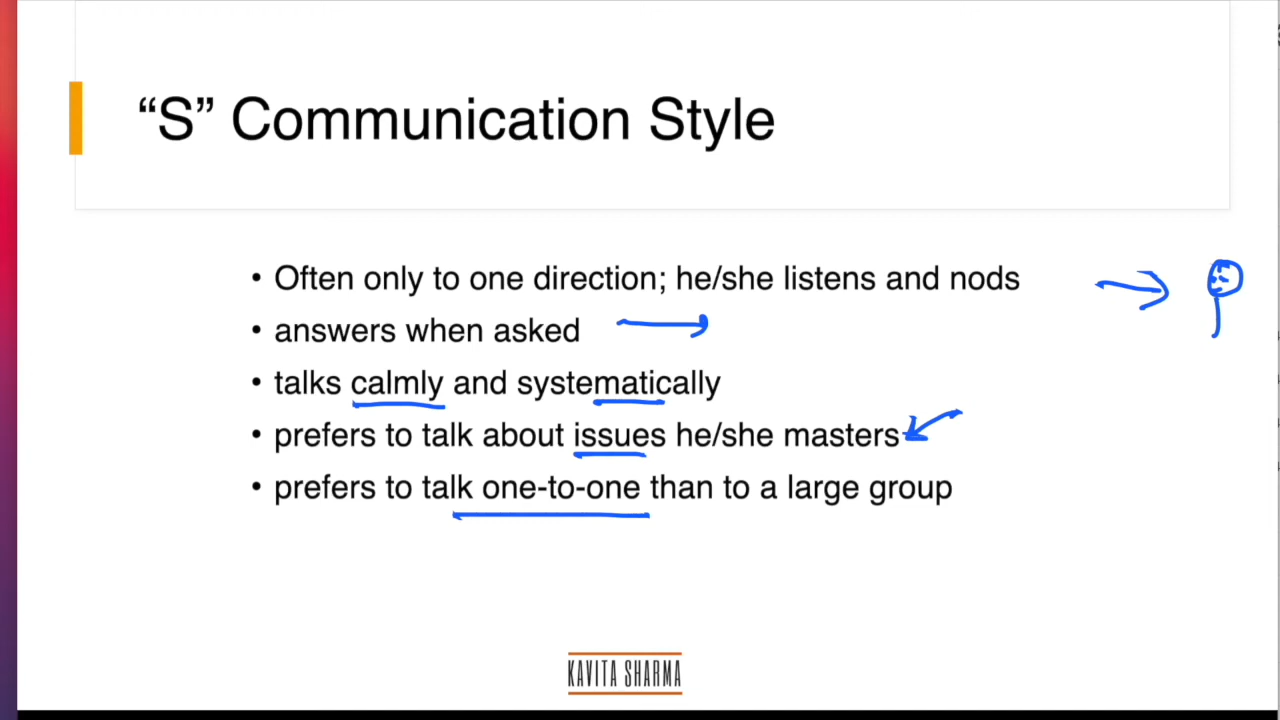 “S” Communication Style
• Often only to one direction; he/she listens and nods
• answers when asked
• talks calmly and systematically
• prefers to talk about issues he/she masters
• prefers to talk one-to-one than to a large group
KAVITA SHARMA